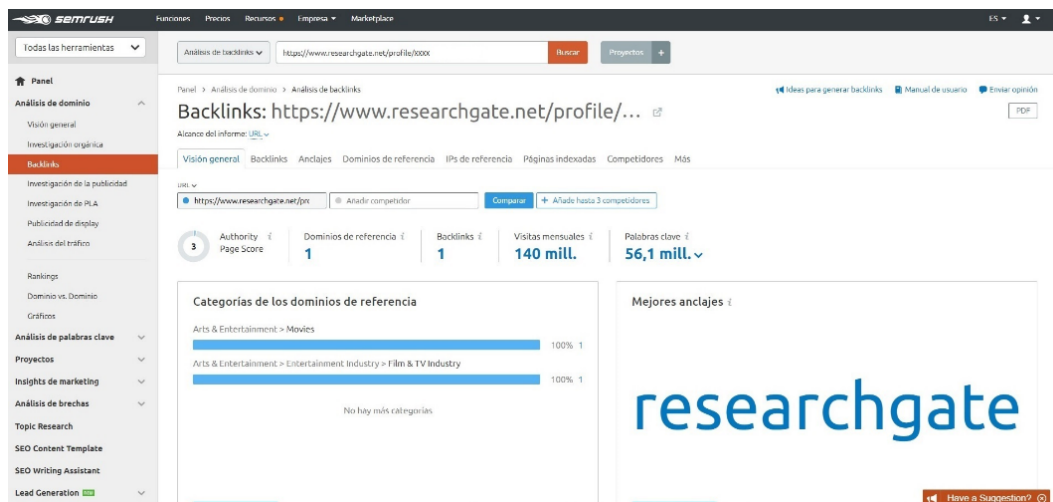 semrush Funciones Precios Recursos Empresa Marketplace ES
Todas las herramientas Análisis de backlinks https://www.researchgate.net/profile/xxxx Buscar Proyectos +
Panel
Análisis de dominio
Visión general
Investigación orgánica
Backlinks
Investigación de la publicidad
Investigación de PLA
Publicidad de display
Análisis del tráfico
Rankings
Dominio vs. Dominio
Gráficos
Análisis de palabras clave
Proyectos
Insights de marketing
Análisis de brechas
Topic Research
SEO Content Template
SEO Writing Assistant
Lead Generation
Panel > Análisis de dominio > Análisis de backlinks
Ideas para generar backlinks Manual de usuario Enviar opinión
Backlinks: https://www.researchgate.net/profile/... PDF
Alcance del informe: URL
Visión general Backlinks Anclajes Dominios de referencia IPs de referencia Páginas indexadas Competidores Más
URL
https://www.researchgate.net/pro Añadir competidor Comparar + Añade hasta 3 competidores
3 Authority Page Score i
Dominios de referencia i
1
Backlinks i
1
Visitas mensuales i
140 mill.
Palabras clave i
56,1 mill.
Categorías de los dominios de referencia
Arts & Entertainment > Movies
100% 1
Arts & Entertainment > Entertainment Industry > Film & TV Industry
100% 1
No hay más categorías
Mejores anclajes i
researchgate
Have a Suggestion?